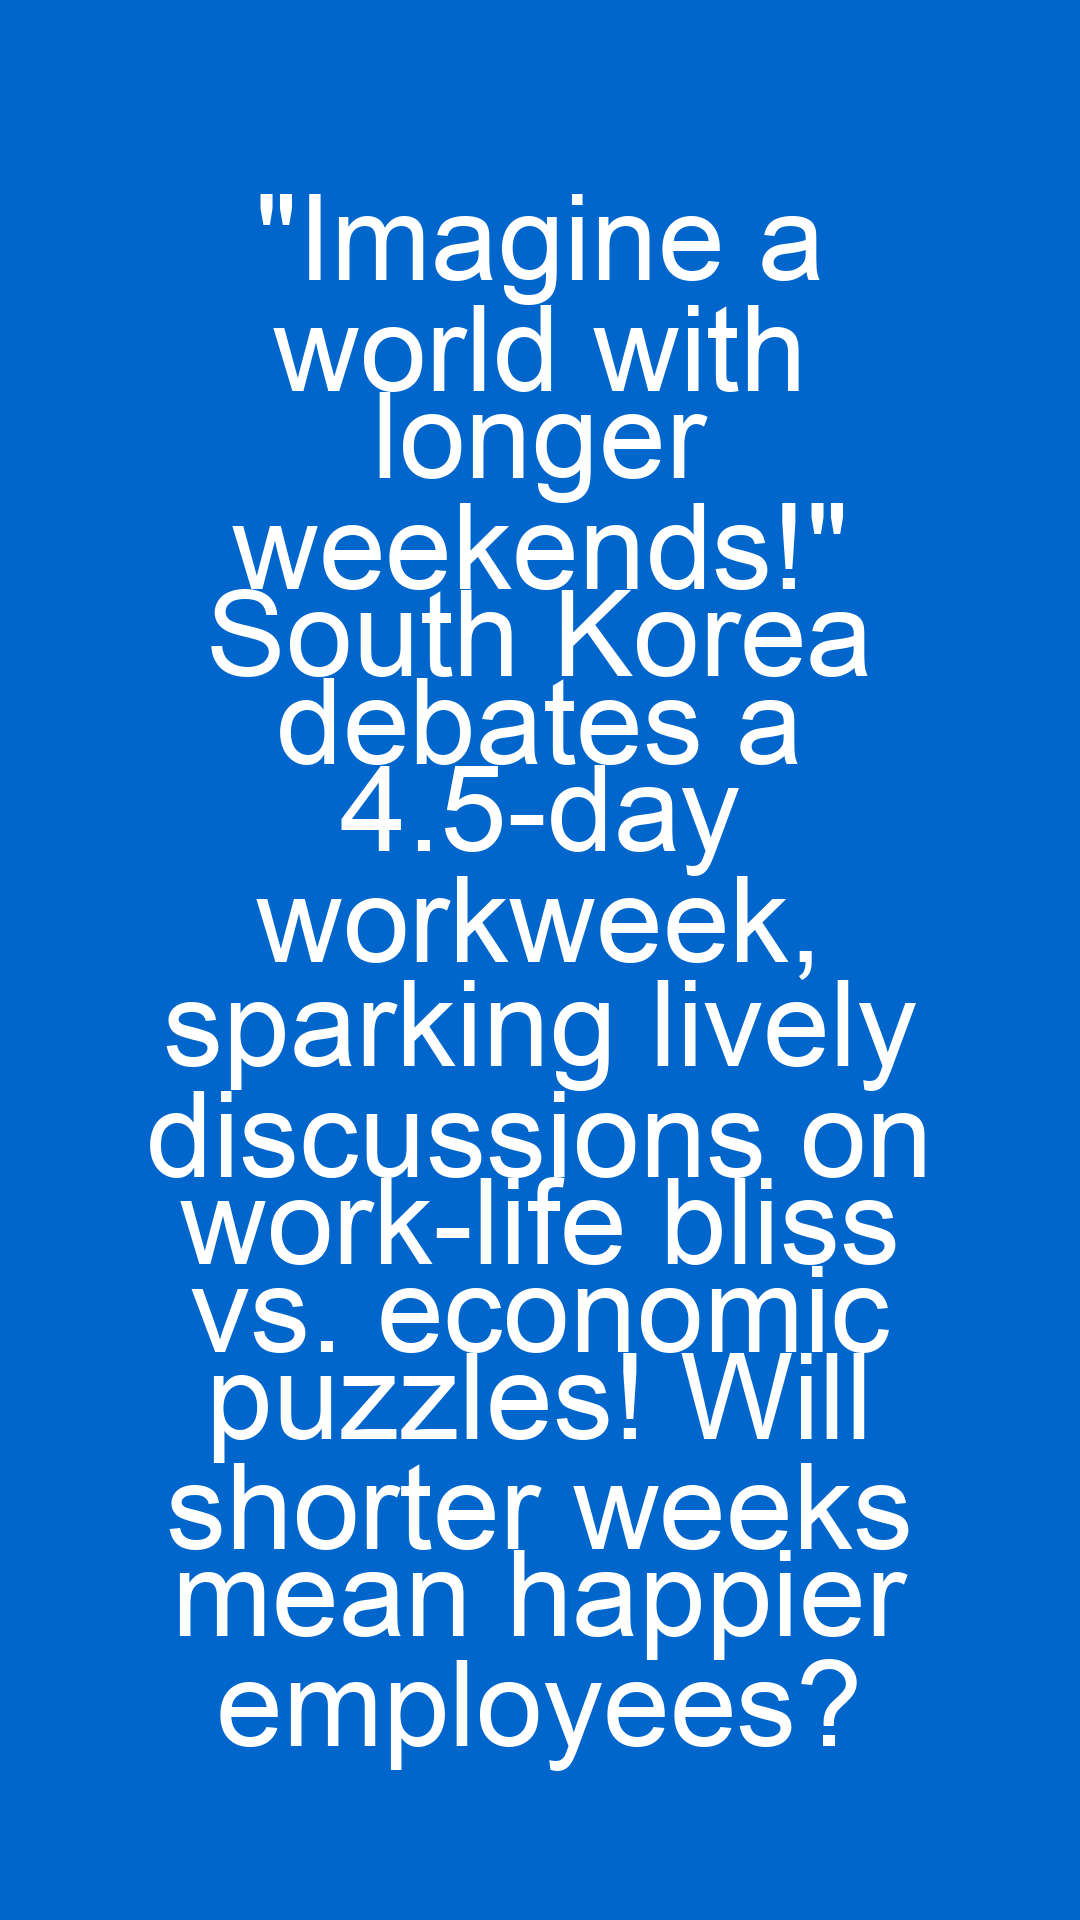 "Imagine a
world with
longer
weekends!"
South Korea
debates a
4.5-day
workweek,
sparking lively
discussions on
work-life bliss
vs. economic
puzzles! Will
shorter weeks
mean happier
employees?